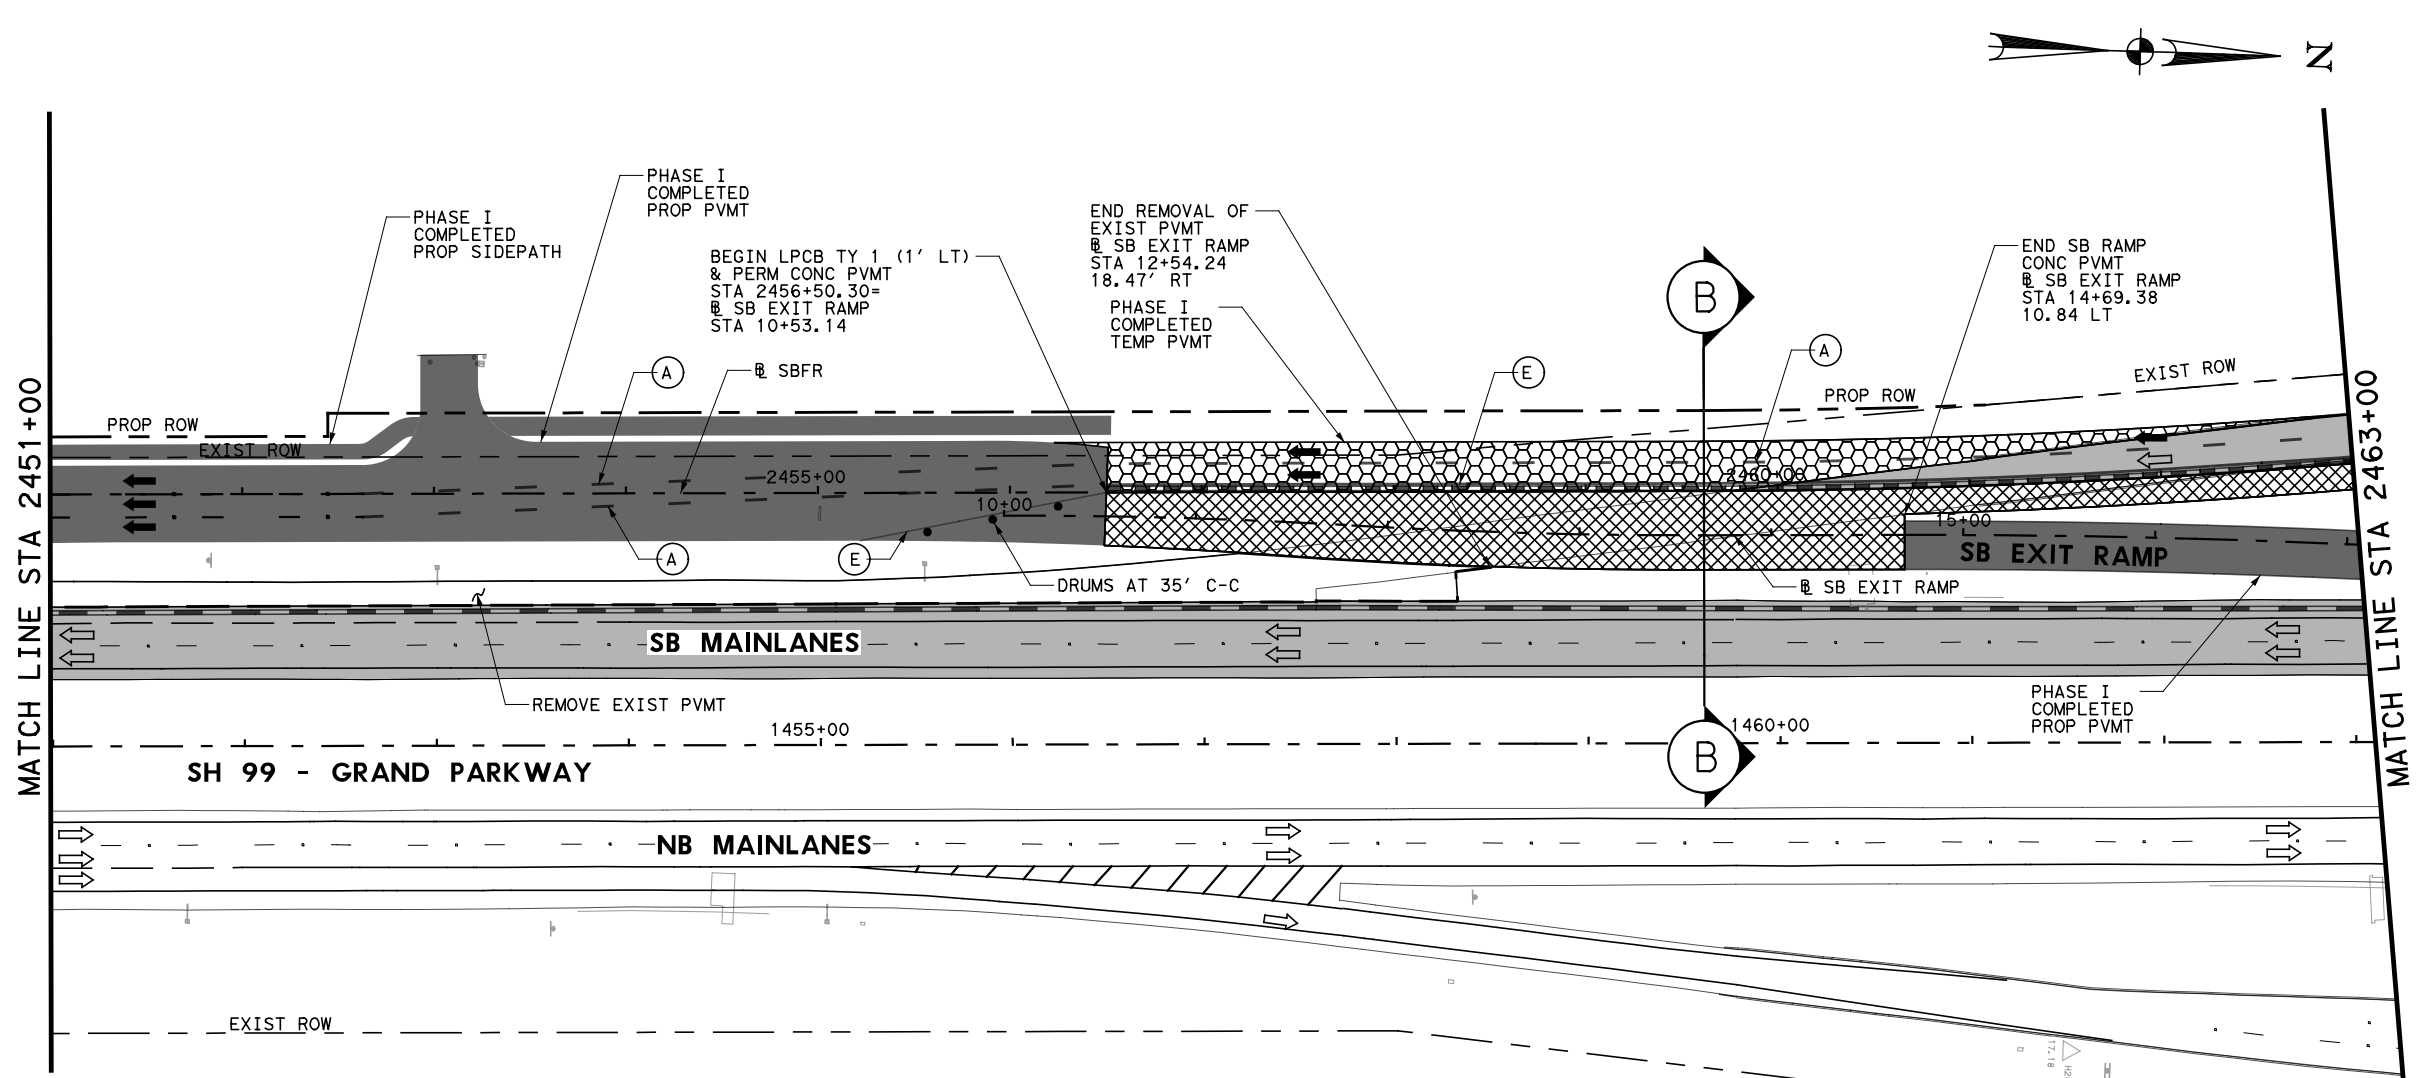 N
PHASE I
COMPLETED
PROP PVMT
PHASE I
COMPLETED
PROP SIDEPATH
BEGIN LPCB TY 1 (1' LT)
& PERM CONC PVMT
STA 2456+50.30=
B̲L SB EXIT RAMP
STA 10+53.14
END REMOVAL OF
EXIST PVMT
B̲L SB EXIT RAMP
STA 12+54.24
18.47' RT
PHASE I
COMPLETED
TEMP PVMT
B
END SB RAMP
CONC PVMT
B̲L SB EXIT RAMP
STA 14+69.38
10.84 LT
A
B̲L SBFR
E
A
EXIST ROW
PROP ROW
PROP ROW
EXIST ROW
2455+00
2460+00
10+00
15+00
E
A
DRUMS AT 35' C-C
SB EXIT RAMP
B̲L SB EXIT RAMP
MATCH LINE STA 2451+00
MATCH LINE STA 2463+00
SB MAINLANES
REMOVE EXIST PVMT
PHASE I
COMPLETED
PROP PVMT
1455+00
1460+00
B
SH 99 - GRAND PARKWAY
NB MAINLANES
EXIST ROW
17.18